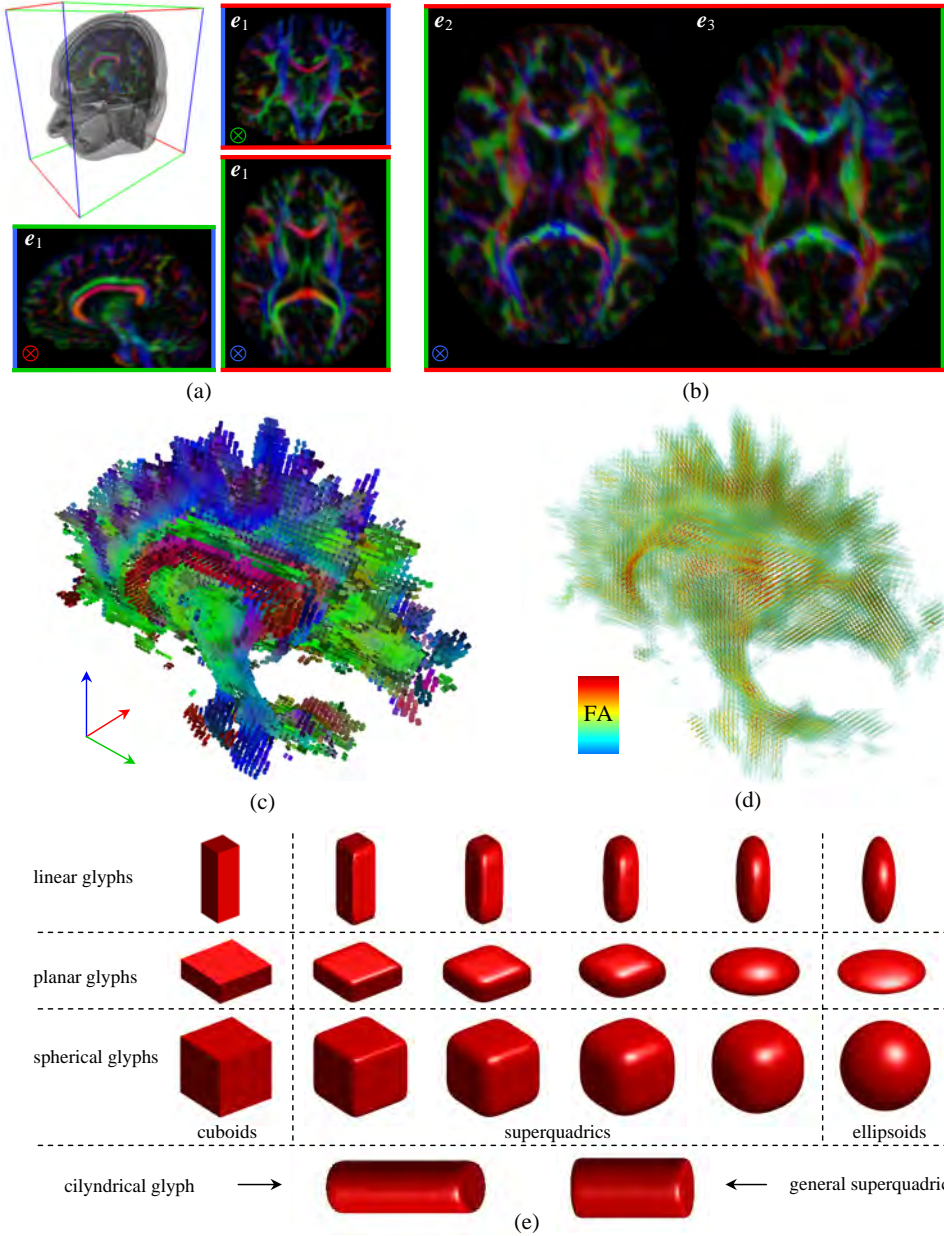 e1
e1
e1
(a)
e2
e3
(b)
(c)
FA
(d)
linear glyphs
planar glyphs
spherical glyphs
cuboids
superquadrics
ellipsoids
cilyndrical glyph
general superquadric
(e)